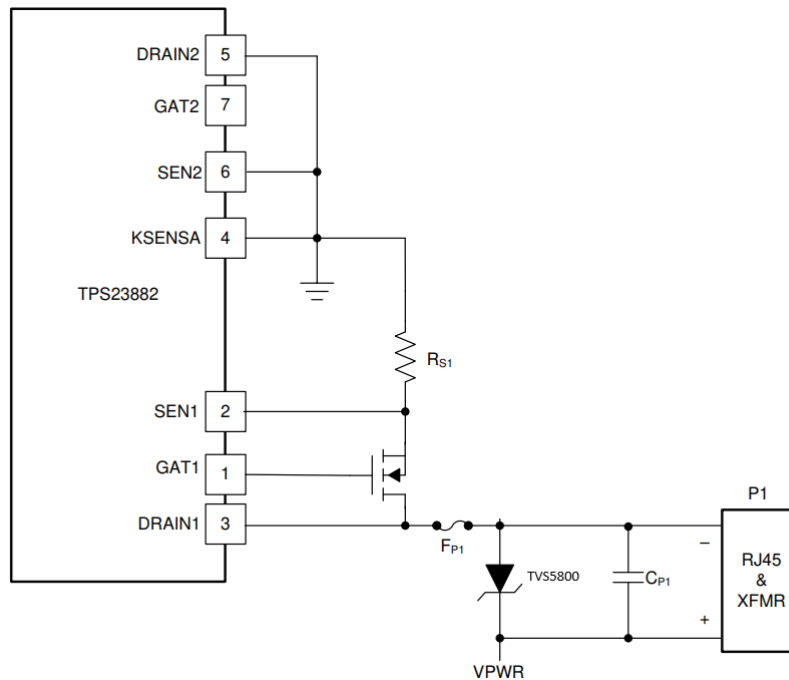 DRAIN2 5
GAT2 7
SEN2 6
KSENSA 4
TPS23882
RS1
SEN1 2
GAT1 1
DRAIN1 3
P1
FP1
TVS5800
CP1
–
RJ45
&
XFMR
+
VPWR